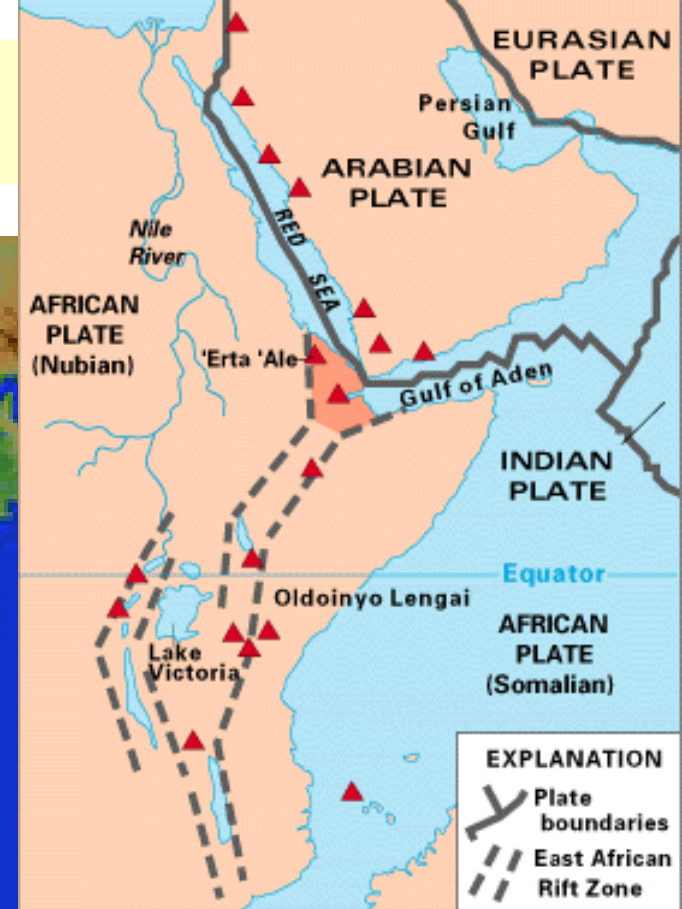 EURASIAN
PLATE
Persian
Gulf
ARABIAN
PLATE
RED SEA
Nile
River
AFRICAN
PLATE
(Nubian)
'Erta 'Ale
Gulf of Aden
INDIAN
PLATE
Equator
Oldoinyo Lengai
AFRICAN
PLATE
(Somalian)
Lake
Victoria
EXPLANATION
Plate
boundaries
East African
Rift Zone